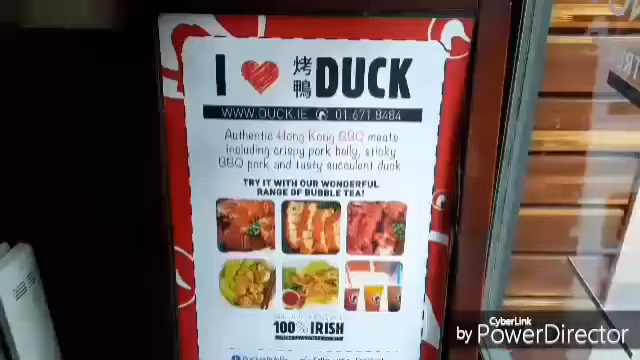 I 烤鴨 DUCK
WWW.DUCK.IE 01 671 8484
Authentic Hong Kong BBQ meats
including crispy pork belly, sticky
BBQ pork and tasty succulent duck
TRY IT WITH OUR WONDERFUL
RANGE OF BUBBLE TEA!
100% IRISH
CyberLink
by PowerDirector